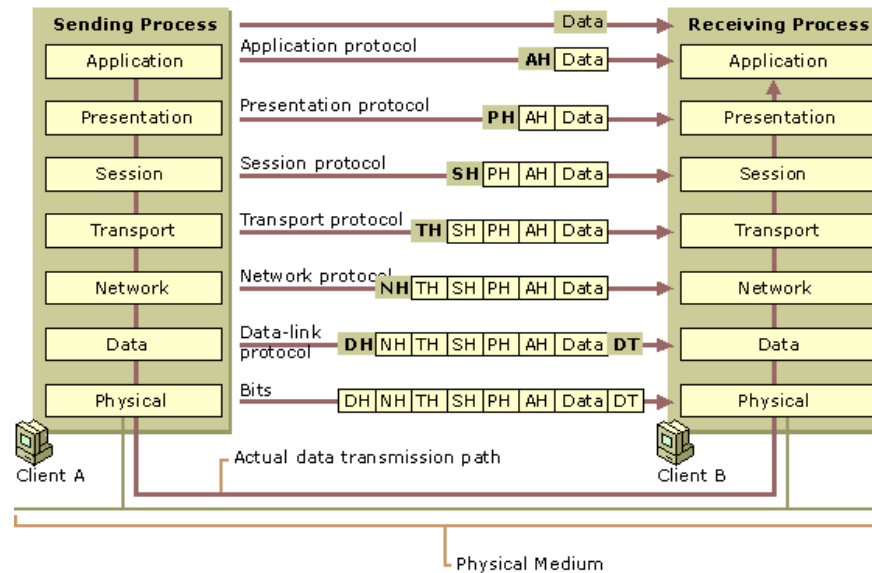 Sending Process
Data
Receiving Process
Application
Application protocol
AH Data
Application
Presentation
Presentation protocol
PH AH Data
Presentation
Session
Session protocol
SH PH AH Data
Session
Transport
Transport protocol
TH SH PH AH Data
Transport
Network
Network protocol
NH TH SH PH AH Data
Network
Data
Data-link
protocol
DH NH TH SH PH AH Data DT
Data
Physical
Bits
DH NH TH SH PH AH Data DT
Physical
Client A
Actual data transmission path
Client B
Physical Medium